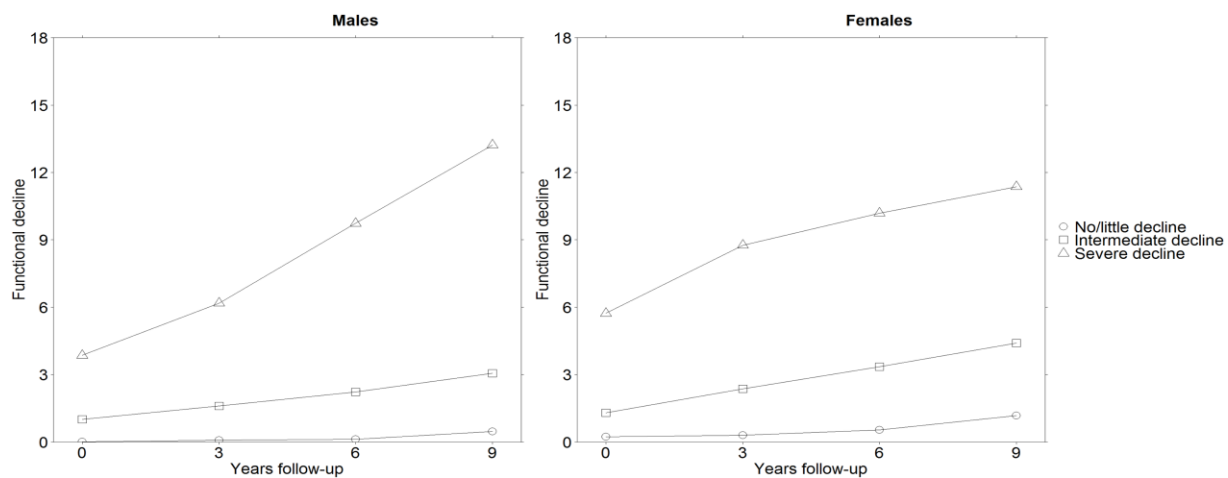 Males
18
15
12
9
6
3
0
Functional decline
0 3 6 9
Years follow-up
Females
18
15
12
9
6
3
0
Functional decline
0 3 6 9
Years follow-up
No/little decline
Intermediate decline
Severe decline